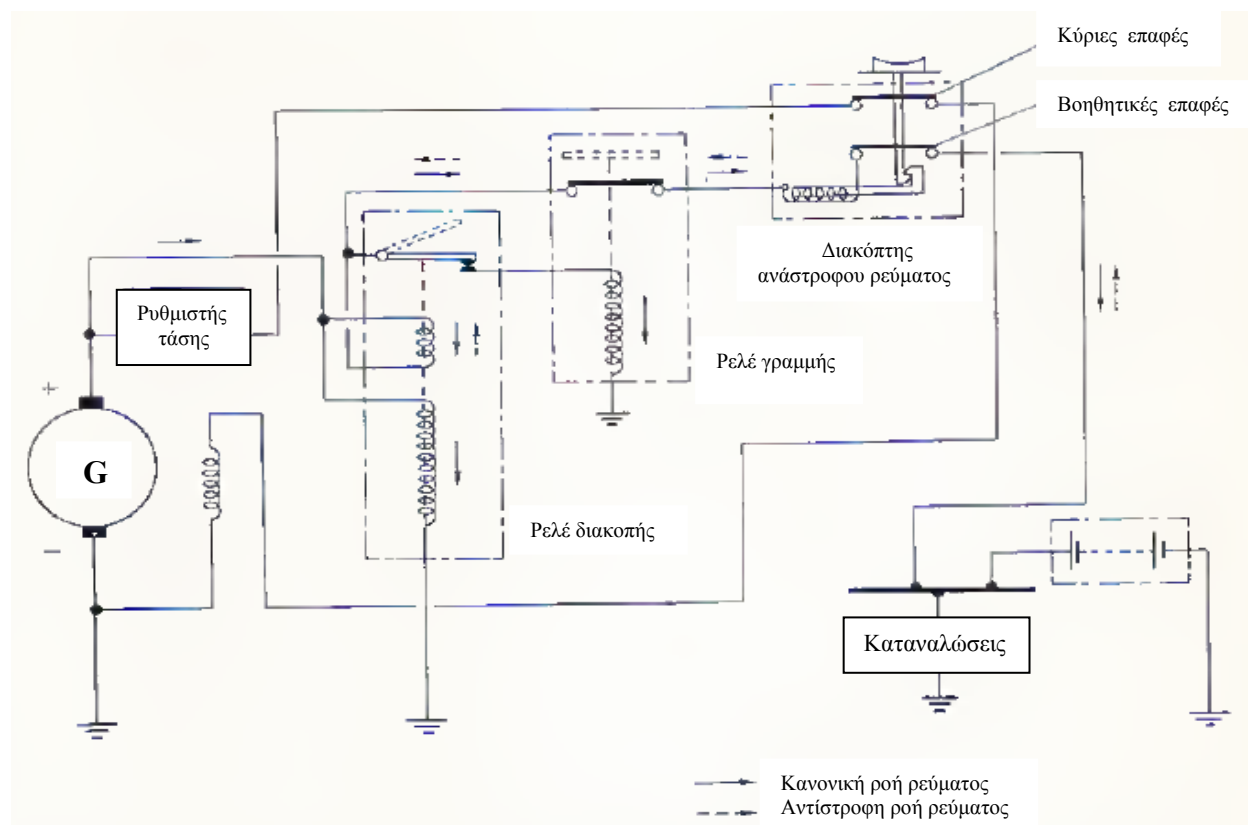 Κύριες επαφές
Βοηθητικές επαφές
Διακόπτης
ανάστροφου ρεύματος
Ρυθμιστής
τάσης
Ρελέ γραμμής
+
G
−
Ρελέ διακοπής
Καταναλώσεις
Κανονική ροή ρεύματος
Αντίστροφη ροή ρεύματος